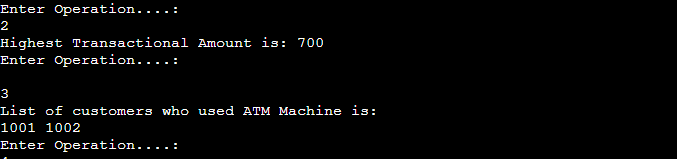 Enter Operation....:
2
Highest Transactional Amount is: 700
Enter Operation....:
3
List of customers who used ATM Machine is:
1001 1002
Enter Operation....: